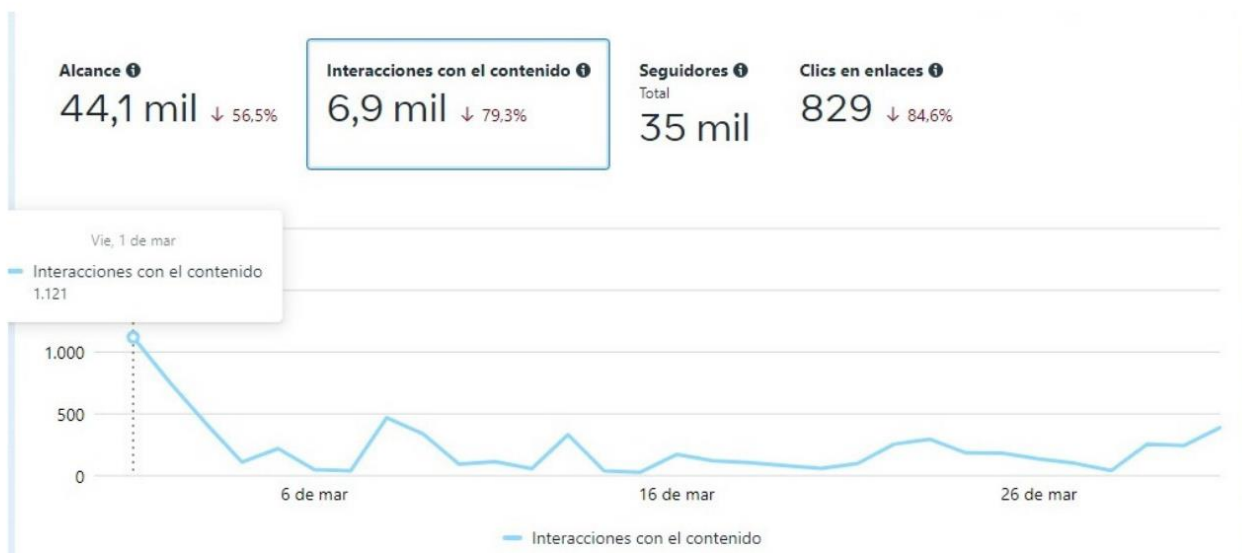 Alcance
44,1 mil ↓ 56,5%
Interacciones con el contenido
6,9 mil ↓ 79,3%
Seguidores
Total
35 mil
Clics en enlaces
829 ↓ 84,6%
Vie, 1 de mar
Interacciones con el contenido
1.121
1.000
500
0
6 de mar
16 de mar
26 de mar
Interacciones con el contenido